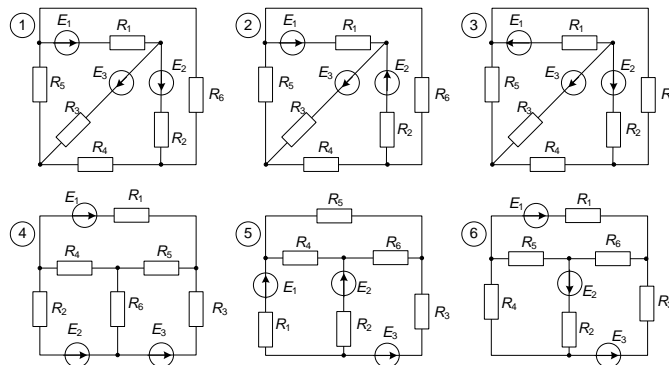 1 E1 R1 R5 E3 E2 R3 R6 R2 R4
2 E1 R1 R5 E3 E2 R3 R6 R2 R4
3 E1 R1 R5 E3 E2 R3 R R2 R4
4 E1 R1 R4 R5 R2 R6 R3 E2 E3
5 R5 R4 R6 E1 E2 R3 R1 R2 E3
6 E1 R1 R5 R6 E2 R4 R2 E3